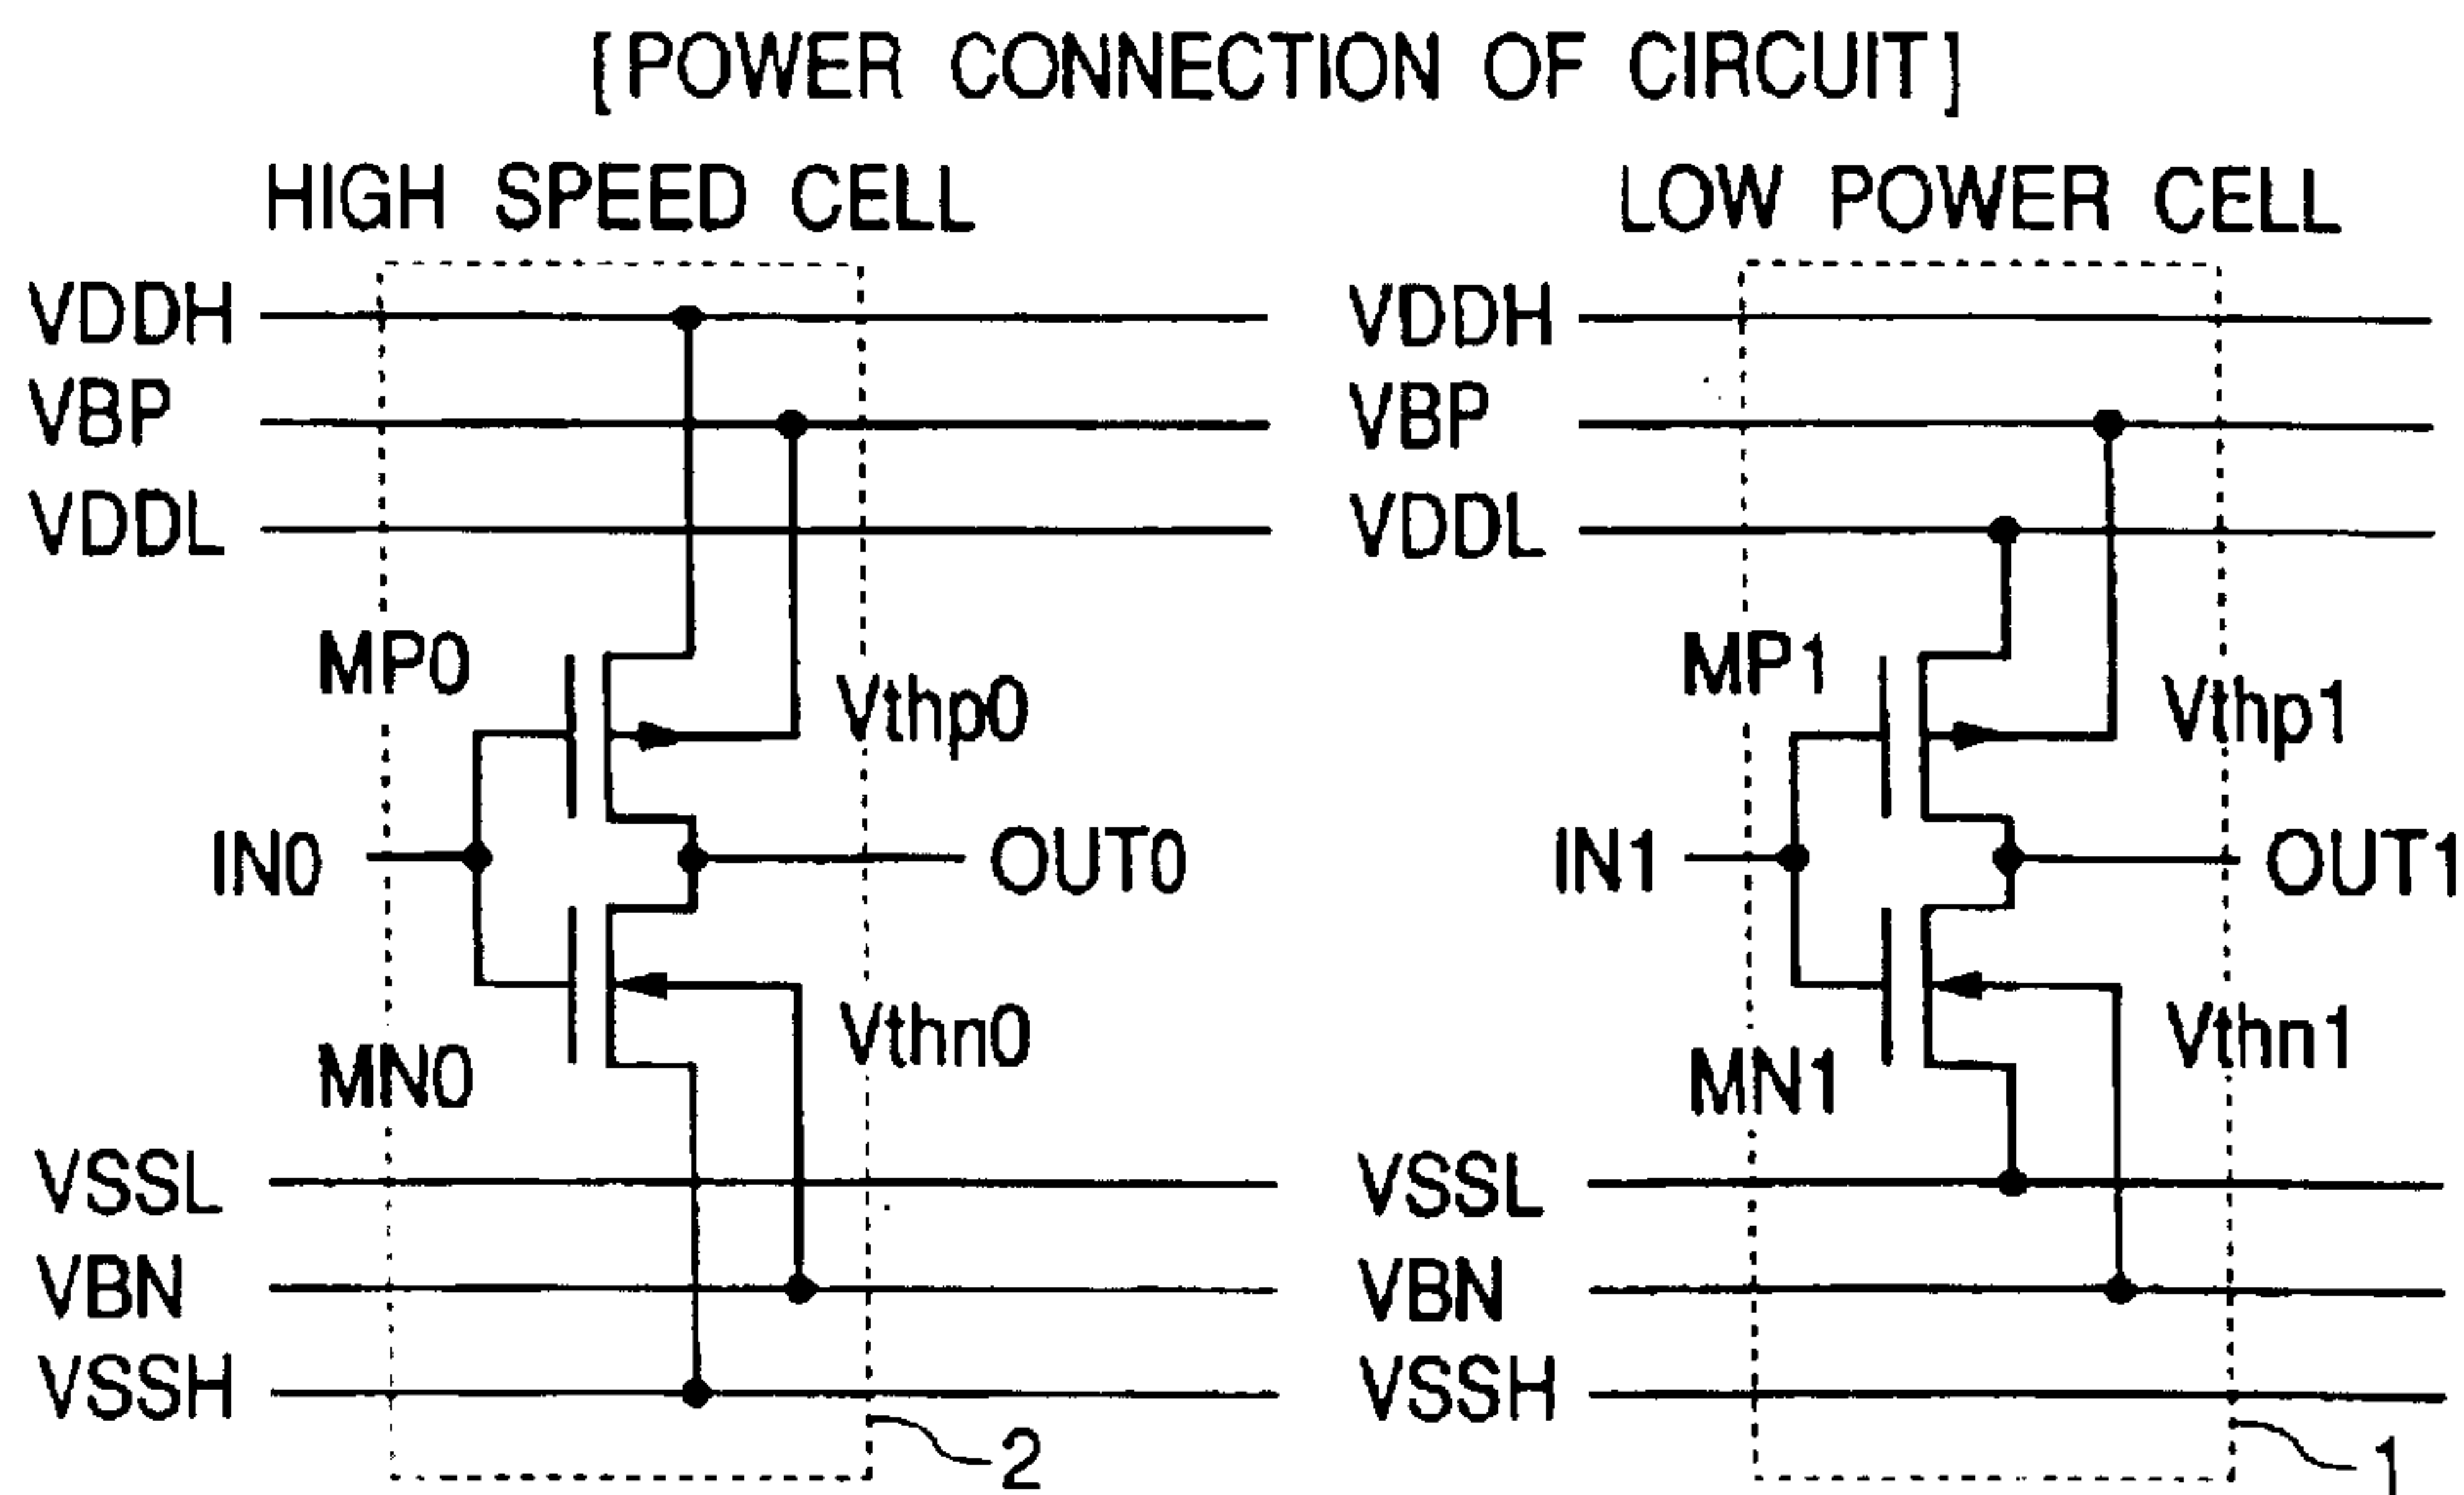 [POWER CONNECTION OF CIRCUIT]
HIGH SPEED CELL
VDDH
VBP
VDDL
MP0
Vthp0
IN0
OUT0
Vthn0
MN0
VSSL
VBN
VSSH
2
LOW POWER CELL
VDDH
VBP
VDDL
MP1
Vthp1
IN1
OUT1
Vthn1
MN1
VSSL
VBN
VSSH
1